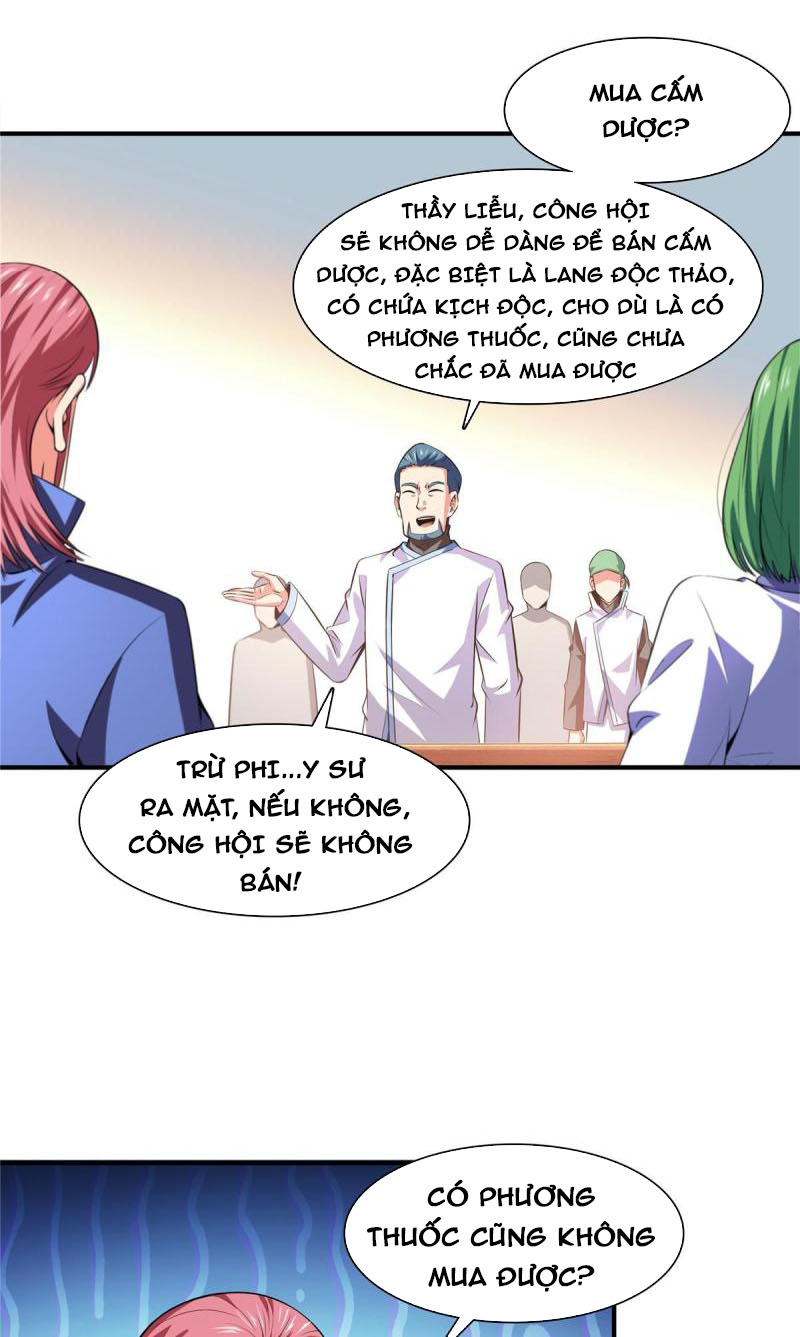 MUA CẤM
DƯỢC?
THẦY LIỄU, CÔNG HỘI
SẼ KHÔNG DỄ DÀNG ĐỂ BÁN CẤM
DƯỢC, ĐẶC BIỆT LÀ LANG ĐỘC THẢO,
CÓ CHỨA KỊCH ĐỘC, CHO DÙ LÀ CÓ
PHƯƠNG THUỐC, CŨNG CHƯA
CHẮC ĐÃ MUA ĐƯỢC
TRỪ PHI...Y SƯ
RA MẶT, NẾU KHÔNG,
CÔNG HỘI SẼ KHÔNG
BÁN!
CÓ PHƯƠNG
THUỐC CŨNG KHÔNG
MUA ĐƯỢC?